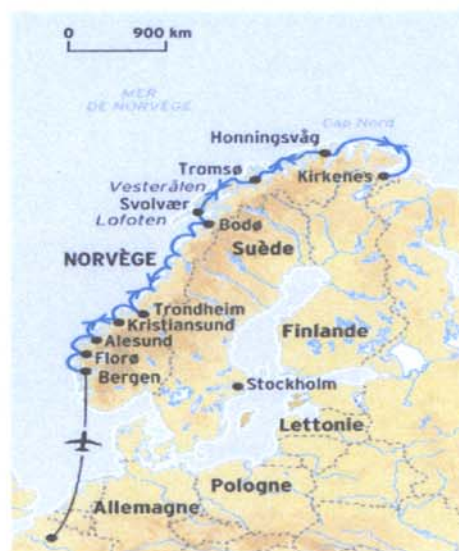 0 900 km
MER
DE NORVÈGE
Cap Nord
Honningsvåg
Tromsø
Kirkenes
Vesterålen
Svolvær
Lofoten
Bodø
Suède
NORVÈGE
Trondheim
Kristiansund
Finlande
Alesund
Florø
Bergen
Stockholm
Lettonie
Pologne
Allemagne